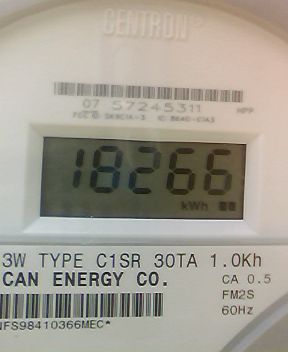 CENTRON
07 57245311
18266
kWh
3W TYPE C1SR 30TA 1.0Kh
CAN ENERGY CO.
CA 0.5
FM2S
60Hz
NFS98410366MEC*